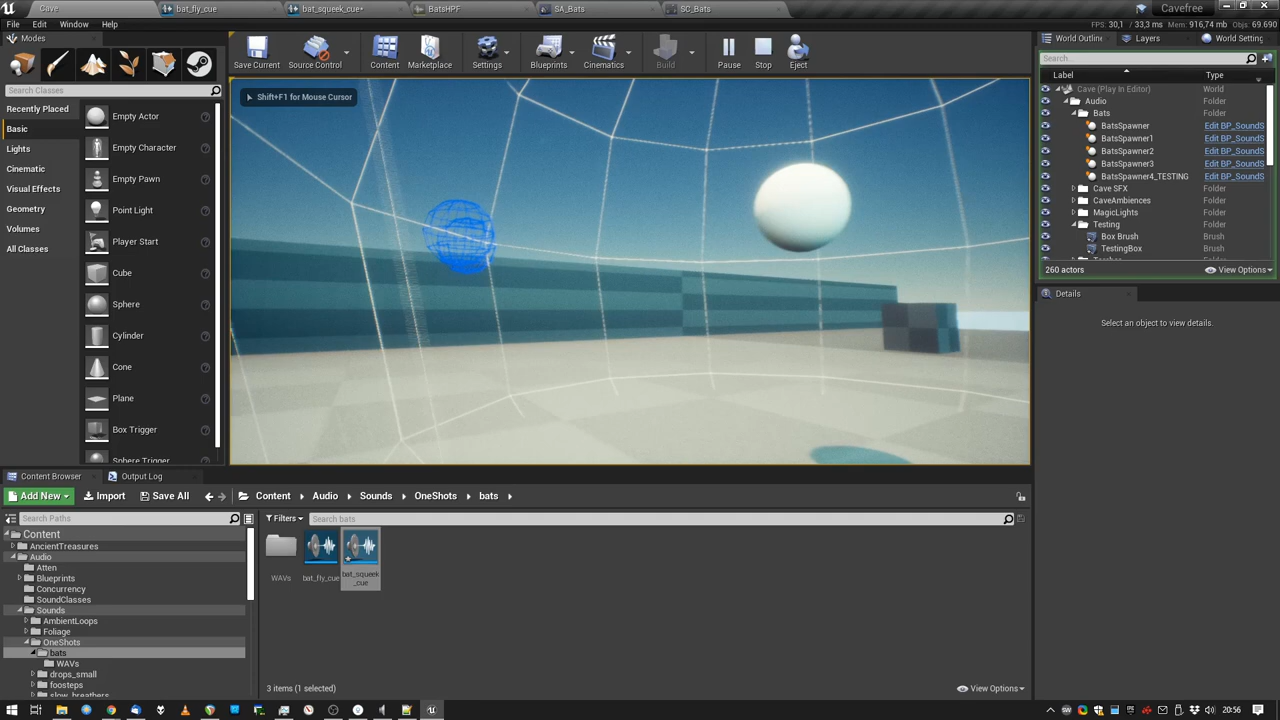 Cave
bat_fly_cue
bat_squeek_cue*
BatsHPF
SA_Bats
SC_Bats
Cavefree
File
Edit
Window
Help
FPS: 30,1 / 33,3 ms
Mem: 916,74 mb
Objs: 69.690
Modes
World Outline
Layers
World Setting
Save Current
Source Control
Content
Marketplace
Settings
Blueprints
Cinematics
Build
Pause
Stop
Eject
Search Classes
Search...
Label
Type
Shift+F1 for Mouse Cursor
Recently Placed
Basic
Lights
Cinematic
Visual Effects
Geometry
Volumes
All Classes
Empty Actor
Empty Character
Empty Pawn
Point Light
Player Start
Cube
Sphere
Cylinder
Cone
Plane
Box Trigger
Sphere Trigger
Cave (Play In Editor) World
Audio Folder
Bats Folder
BatsSpawner Edit BP_SoundS
BatsSpawner1 Edit BP_SoundS
BatsSpawner2 Edit BP_SoundS
BatsSpawner3 Edit BP_SoundS
BatsSpawner4_TESTING Edit BP_SoundS
Cave SFX Folder
CaveAmbiences Folder
MagicLights Folder
Testing Folder
Box Brush Brush
TestingBox Brush
260 actors
View Options
Details
Select an object to view details.
Content Browser
Output Log
Add New
Import
Save All
Content
Audio
Sounds
OneShots
bats
Search Paths
Filters
Search bats
Content
AncientTreasures
Audio
Atten
Blueprints
Concurrency
SoundClasses
Sounds
AmbientLoops
Foliage
OneShots
bats
WAVs
drops_small
foosteps
slow_breathers
WAVs
bat_fly_cue
bat_squeek
_cue
3 items (1 selected)
View Options
20:56